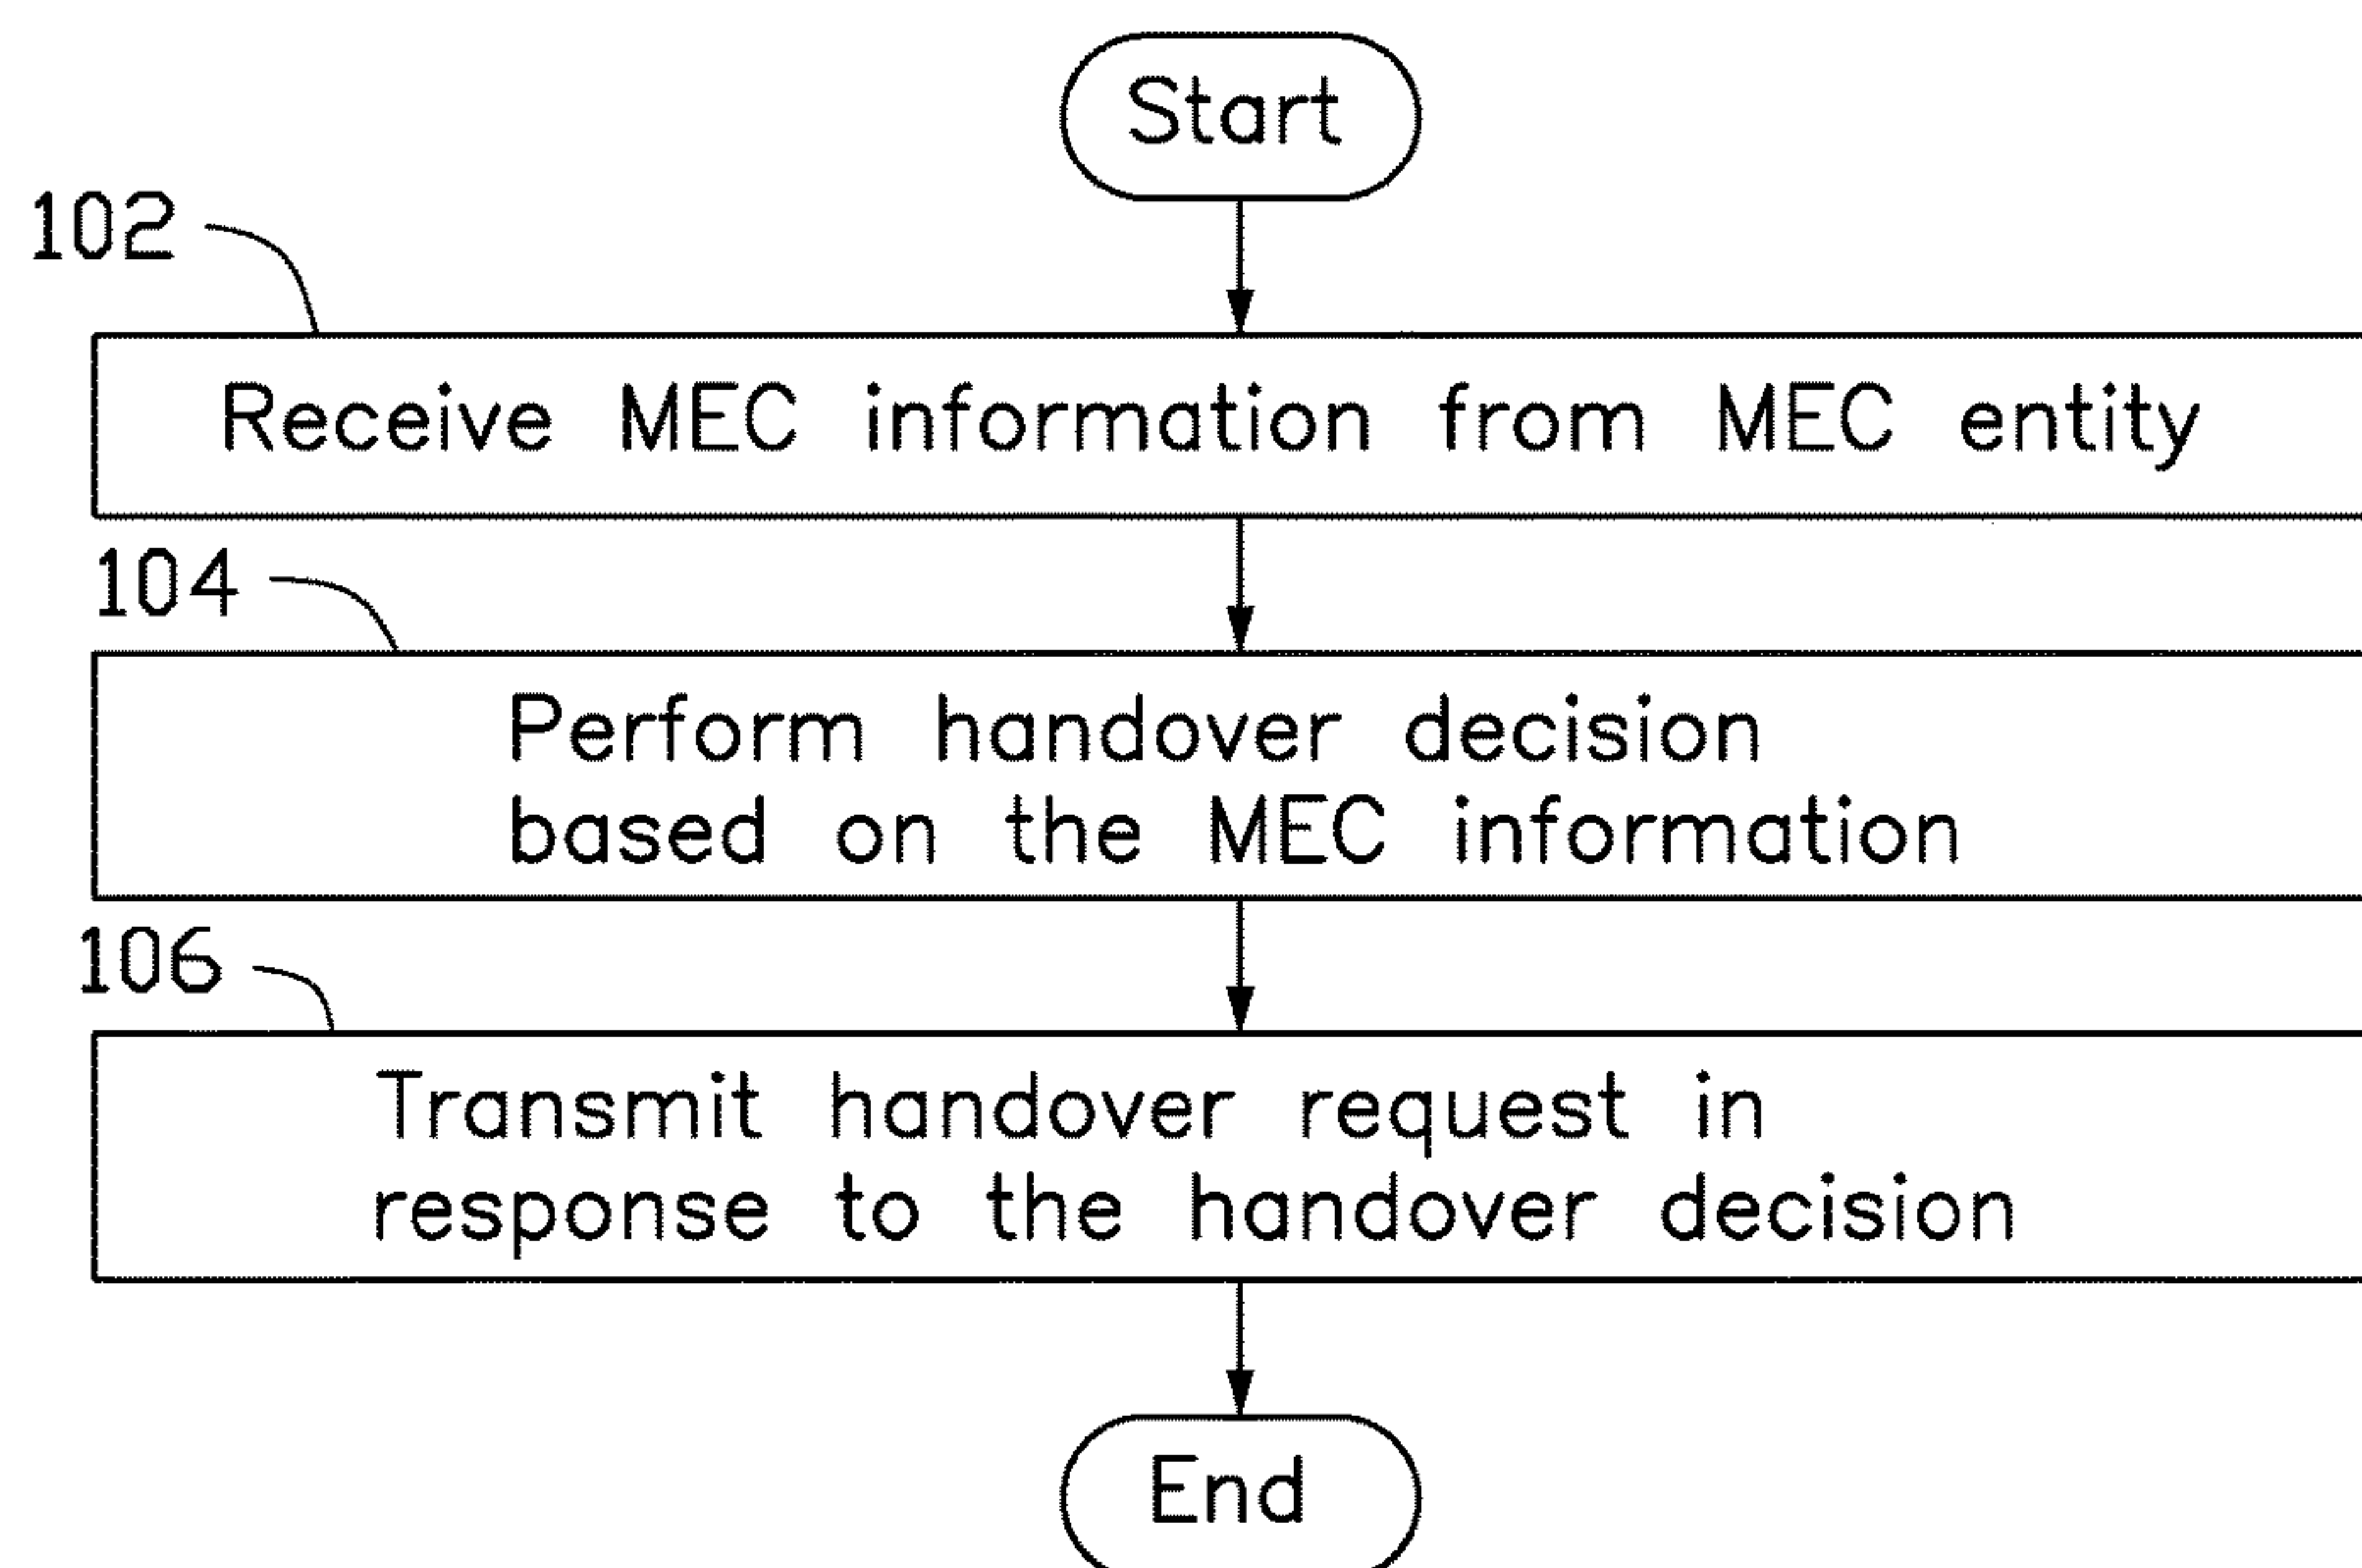 Start
102
Receive MEC information from MEC entity
104
Perform handover decision
based on the MEC information
106
Transmit handover request in
response to the handover decision
End